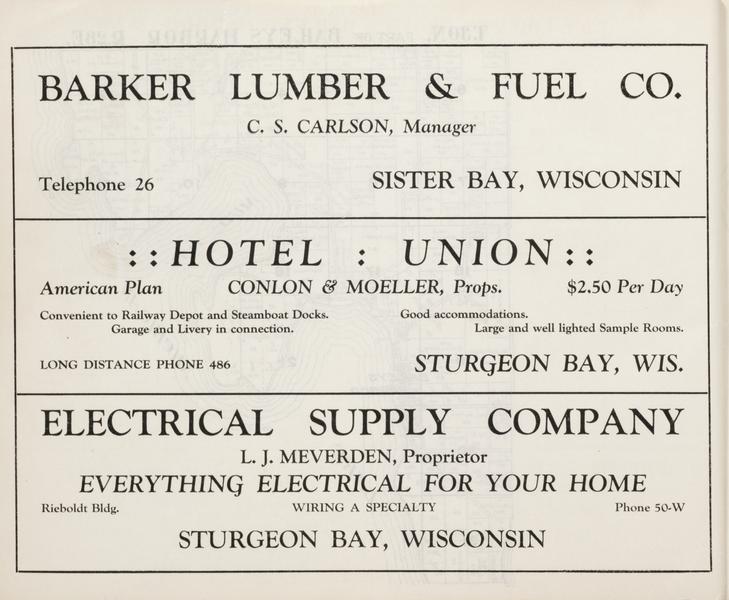 BARKER LUMBER & FUEL CO.
C. S. CARLSON, Manager
Telephone 26 SISTER BAY, WISCONSIN
:: HOTEL : UNION ::
American Plan CONLON & MOELLER, Props. $2.50 Per Day
Convenient to Railway Depot and Steamboat Docks. Good accommodations.
Garage and Livery in connection. Large and well lighted Sample Rooms.
LONG DISTANCE PHONE 486 STURGEON BAY, WIS.
ELECTRICAL SUPPLY COMPANY
L. J. MEVERDEN, Proprietor
EVERYTHING ELECTRICAL FOR YOUR HOME
Rieboldt Bldg. WIRING A SPECIALTY Phone 50-W
STURGEON BAY, WISCONSIN